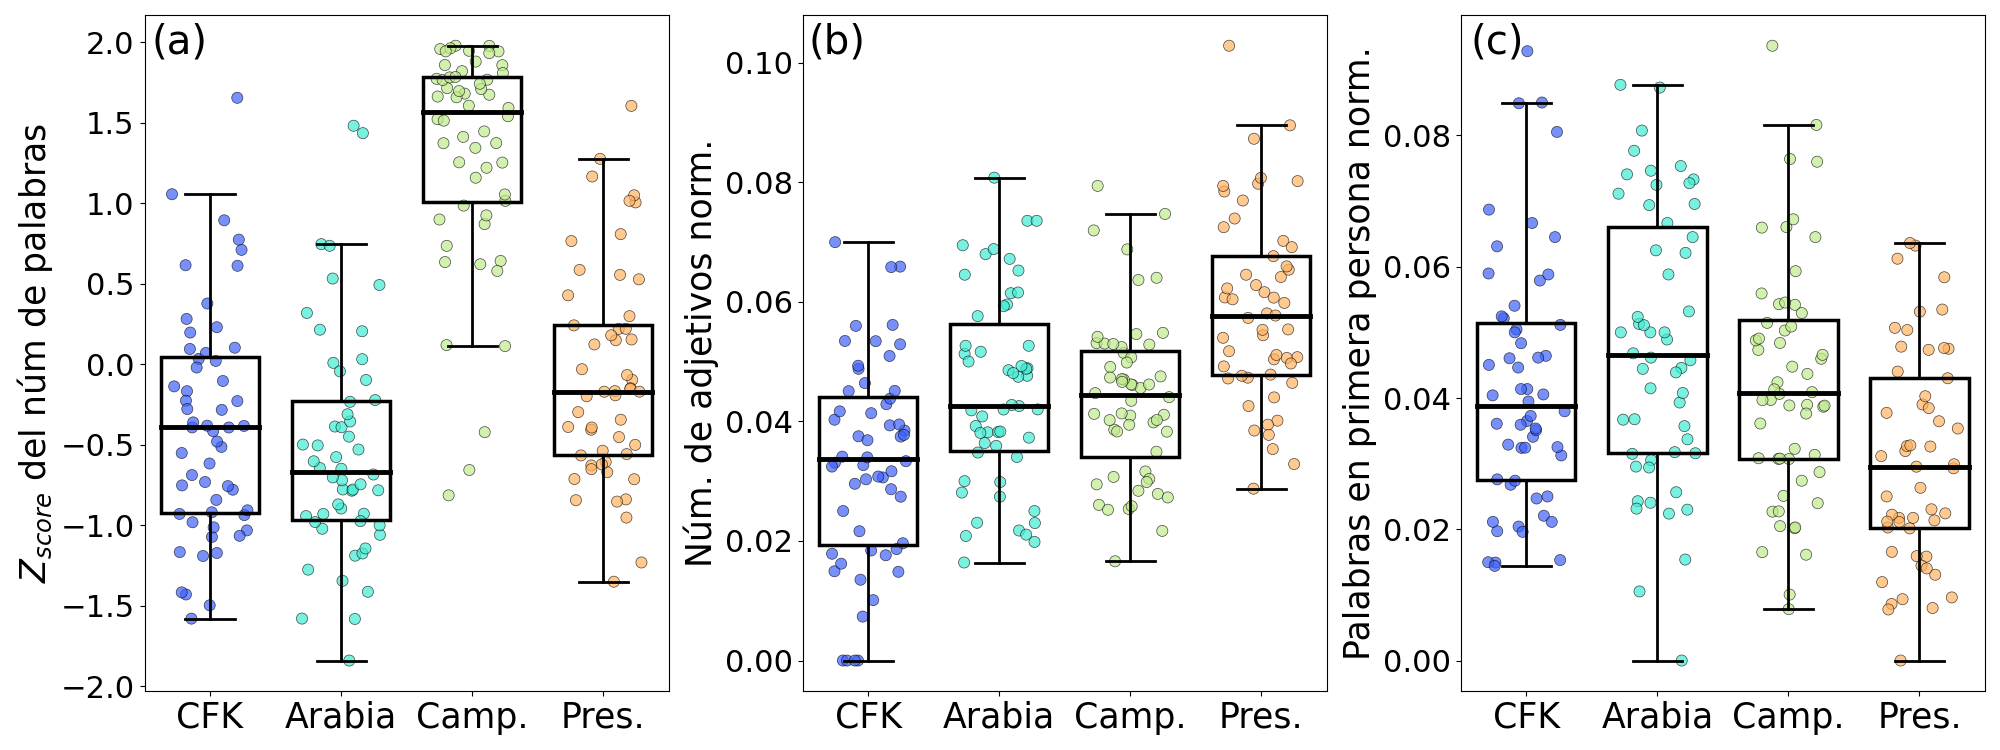 (a)
Zscore del núm de palabras
2.0
1.5
1.0
0.5
0.0
−0.5
−1.0
−1.5
−2.0
CFK Arabia Camp. Pres.
(b)
Núm. de adjetivos norm.
0.10
0.08
0.06
0.04
0.02
0.00
CFK Arabia Camp. Pres.
(c)
Palabras en primera persona norm.
0.08
0.06
0.04
0.02
0.00
CFK Arabia Camp. Pres.